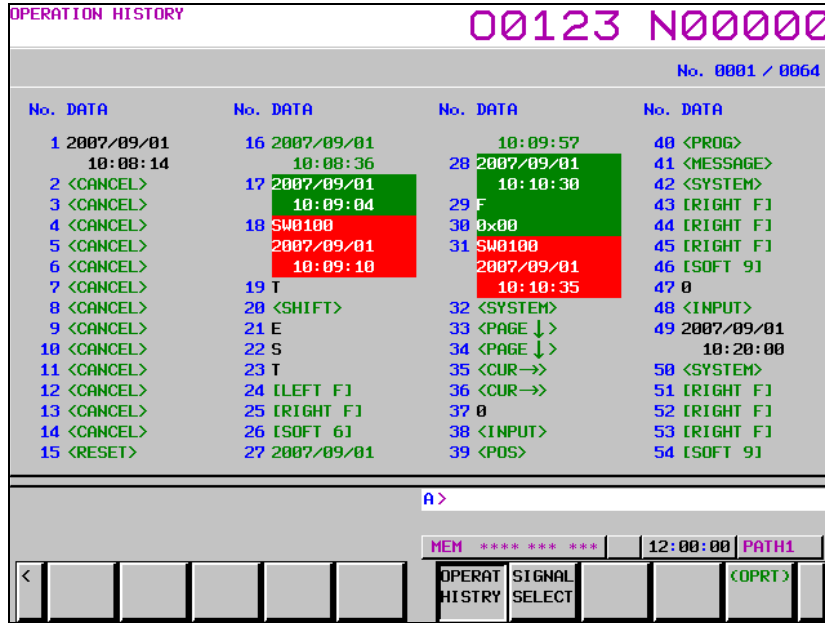 OPERATION HISTORY
O0123 N00000
No. 0001 / 0064
No. DATA
1 2007/09/01
10:08:14
2 <CANCEL>
3 <CANCEL>
4 <CANCEL>
5 <CANCEL>
6 <CANCEL>
7 <CANCEL>
8 <CANCEL>
9 <CANCEL>
10 <CANCEL>
11 <CANCEL>
12 <CANCEL>
13 <CANCEL>
14 <CANCEL>
15 <RESET>
No. DATA
16 2007/09/01
10:08:36
17 2007/09/01
10:09:04
18 SW0100
2007/09/01
10:09:10
19 T
20 <SHIFT>
21 E
22 S
23 T
24 [LEFT F]
25 [RIGHT F]
26 [SOFT 6]
27 2007/09/01
No. DATA
10:09:57
28 2007/09/01
10:10:30
29 F
30 0x00
31 SW0100
2007/09/01
10:10:35
32 <SYSTEM>
33 <PAGE↓>
34 <PAGE↓>
35 <CUR→>
36 <CUR→>
37 0
38 <INPUT>
39 <POS>
No. DATA
40 <PROG>
41 <MESSAGE>
42 <SYSTEM>
43 [RIGHT F]
44 [RIGHT F]
45 [RIGHT F]
46 [SOFT 9]
47 0
48 <INPUT>
49 2007/09/01
10:20:00
50 <SYSTEM>
51 [RIGHT F]
52 [RIGHT F]
53 [RIGHT F]
54 [SOFT 9]
A>
MEM **** *** *** 12:00:00 PATH1
<
OPERAT
HISTRY
SIGNAL
SELECT
(OPRT)